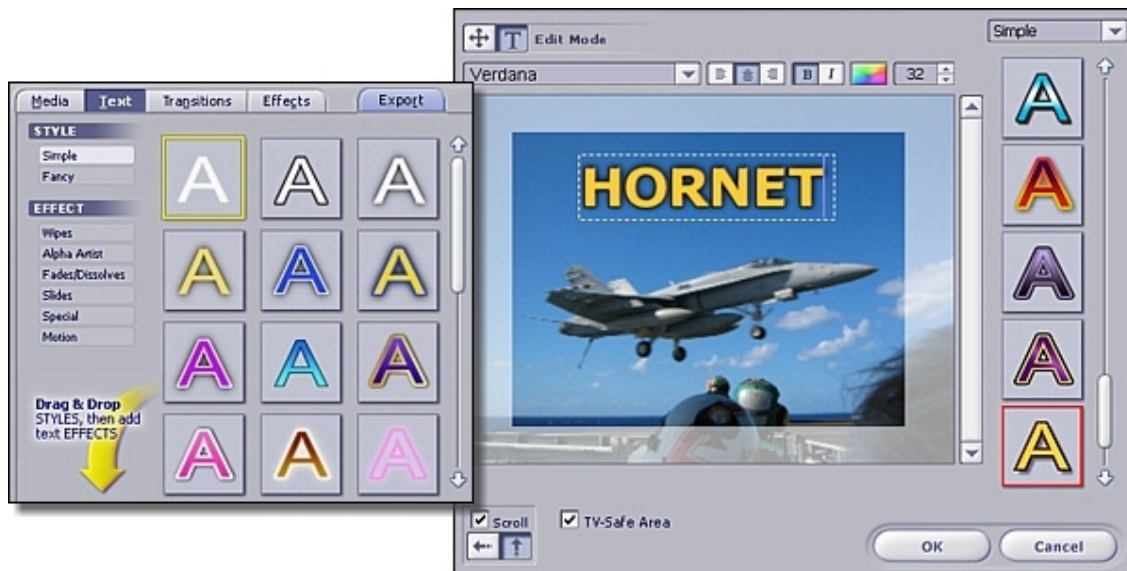 Media Text Transitions Effects Export
STYLE
Simple
Fancy
EFFECT
Wipes
Alpha Artist
Fades/Dissolves
Slides
Special
Motion
Drag & Drop
STYLES, then add
text EFFECTS
A A A
A A A
A A A
A A A
T Edit Mode
Simple
Verdana B I 32
HORNET
A
A
A
A
A
Scroll TV-Safe Area
OK Cancel